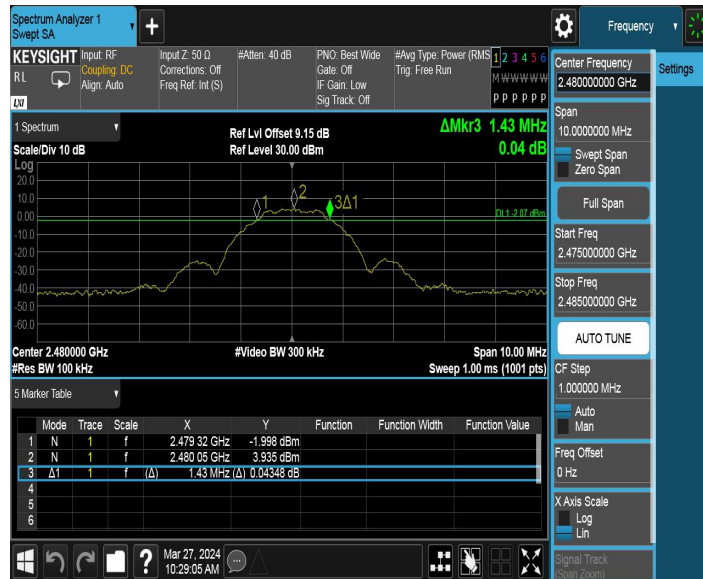 Spectrum Analyzer 1
Swept SA
+
Frequency
KEYSIGHT
RL
LXI
Input: RF
Coupling: DC
Align: Auto
Input Z: 50 Ω
Corrections: Off
Freq Ref: Int (S)
#Atten: 40 dB
PNO: Best Wide
Gate: Off
IF Gain: Low
Sig Track: Off
#Avg Type: Power (RMS
Trig: Free Run
1 2 3 4 5 6
M W W W W W
P P P P P P
1 Spectrum
Scale/Div 10 dB
Ref Lvl Offset 9.15 dB
Ref Level 30.00 dBm
ΔMkr3 1.43 MHz
0.04 dB
Log
20.0
10.0
0.00
-10.0
-20.0
-30.0
-40.0
-50.0
-60.0
1
2
3Δ1
DL1 -2.07 dBm
Center 2.480000 GHz
#Res BW 100 kHz
#Video BW 300 kHz
Span 10.00 MHz
Sweep 1.00 ms (1001 pts)
5 Marker Table
Mode Trace Scale X Y Function Function Width Function Value
1 N 1 f 2.479 32 GHz -1.998 dBm
2 N 1 f 2.480 05 GHz 3.935 dBm
3 Δ1 1 f (Δ) 1.43 MHz (Δ) 0.04348 dB
4
5
6
?
Mar 27, 2024
10:29:05 AM
Center Frequency
2.480000000 GHz
Span
10.0000000 MHz
Swept Span
Zero Span
Full Span
Start Freq
2.475000000 GHz
Stop Freq
2.485000000 GHz
AUTO TUNE
CF Step
1.000000 MHz
Auto
Man
Freq Offset
0 Hz
X Axis Scale
Log
Lin
Signal Track
(Span Zoom)
Settings